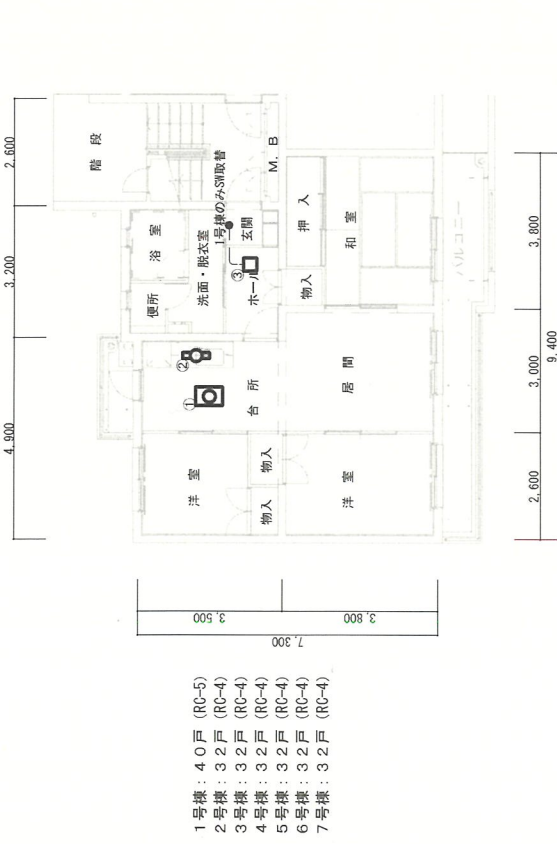 2,600
3,200
4,900
階段
浴室
便所
洗面・脱衣室
1号棟のみSW取替
玄関
M. B
③
ホール
押入
物入
和室
バルコニー
②
①
台所
居間
洋室
物入
物入
洋室
3,800
3,000
2,600
9,400
3,500
3,800
7,300
1号棟:40戸 (RC-5)
2号棟:32戸 (RC-4)
3号棟:32戸 (RC-4)
4号棟:32戸 (RC-4)
5号棟:32戸 (RC-4)
6号棟:32戸 (RC-4)
7号棟:32戸 (RC-4)